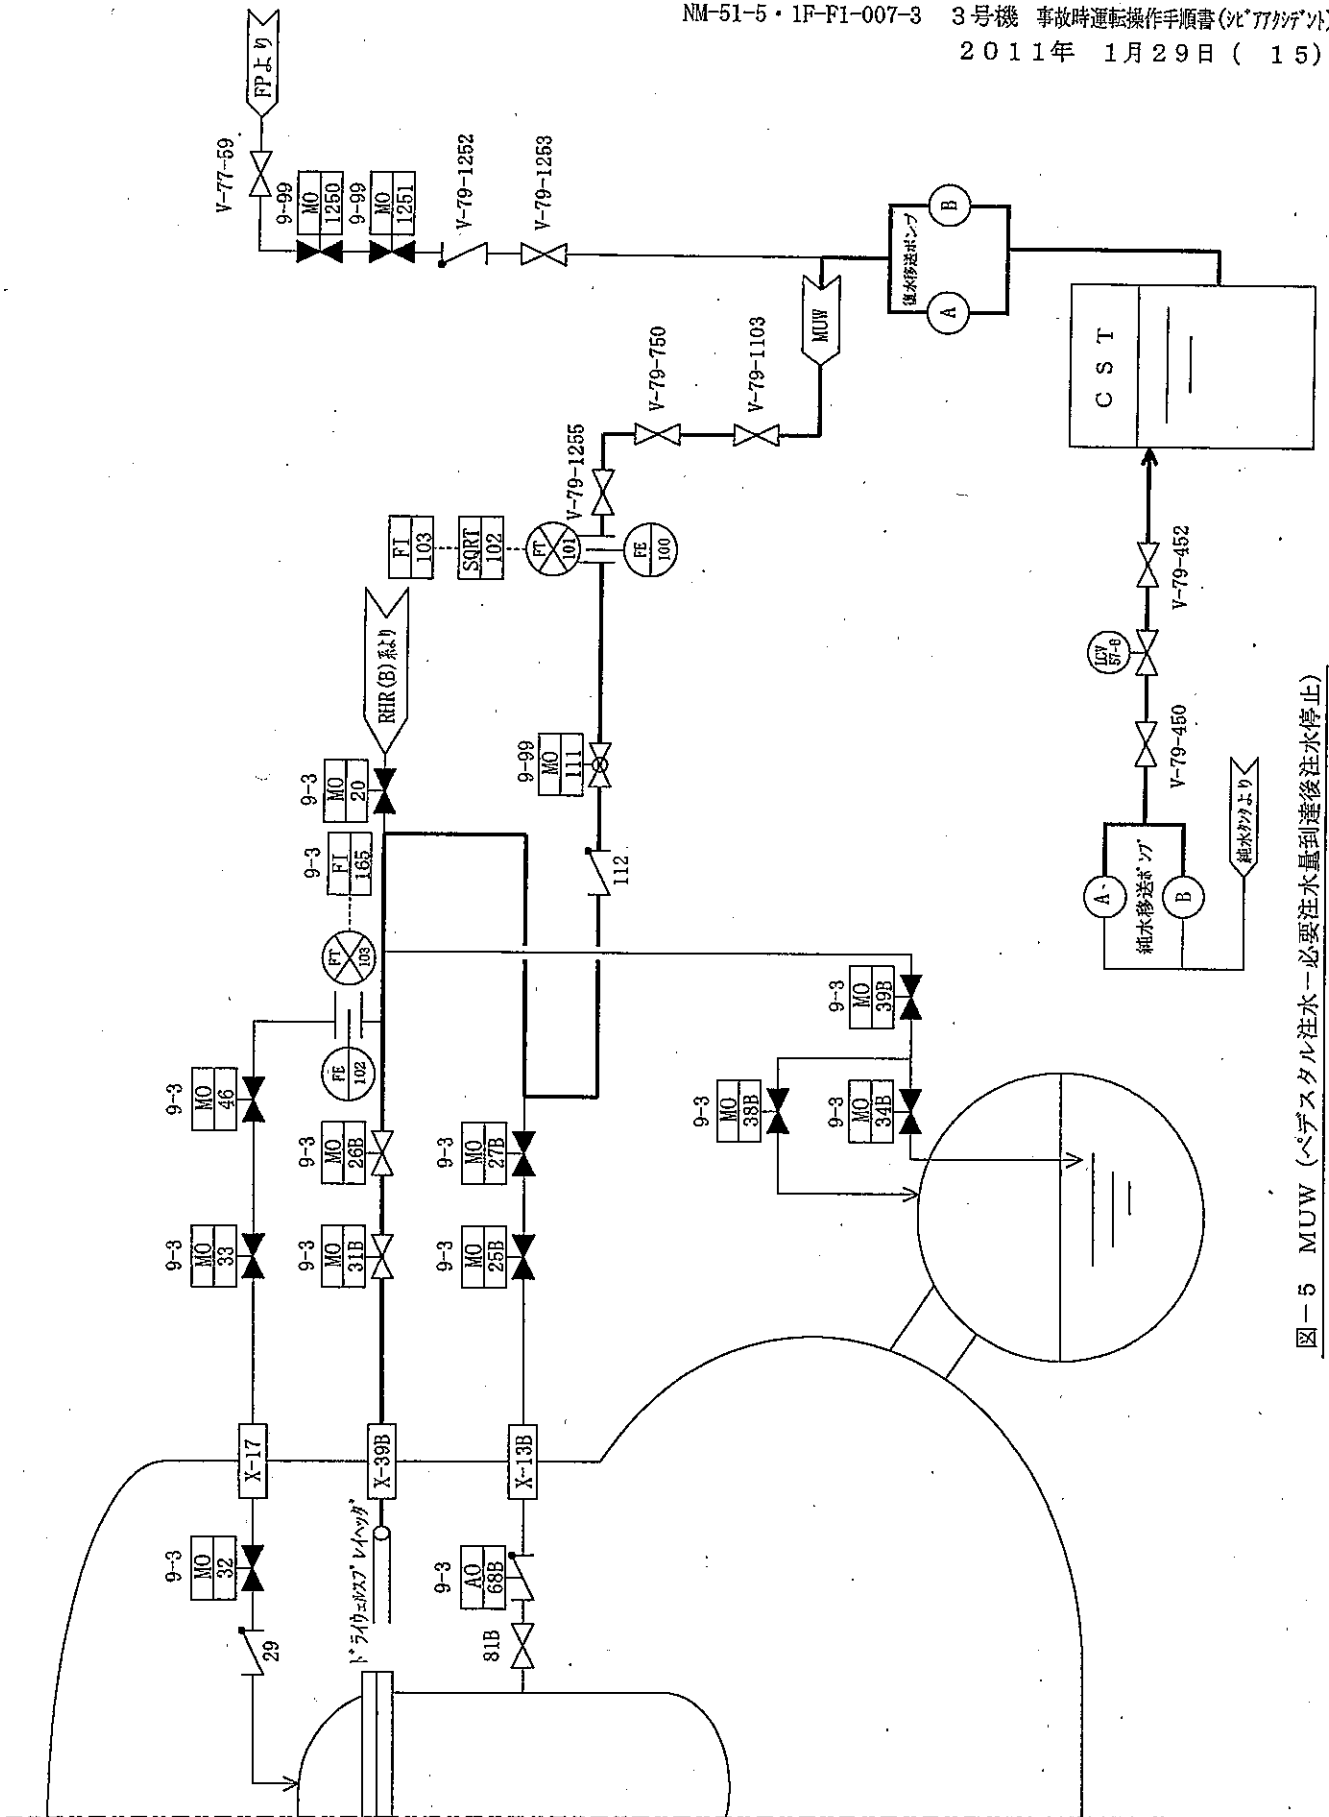 NM-51-5・1F-F1-007-3 3号機 事故時運転操作手順書(ｼﾋﾞｱｱｸｼﾃﾞﾝﾄ)
2011年 1月29日( 15)
FPより
V-77-59
9-99
MO
1250
9-99
MO
1251
V-79-1252
V-79-1253
復水移送ポンプ
A
B
MUW
CST
V-79-750
V-79-1103
V-79-1255
FI
103
SQRT
102
FT
101
FE
100
RHR(B)系より
9-3
MO
20
9-3
FI
165
FT
103
FE
102
9-99
MO
111
112
V-79-452
LCV
57-8
V-79-450
A
純水移送ポンプ
B
純水ﾀﾝｸより
9-3
MO
46
9-3
MO
33
9-3
MO
26B
9-3
MO
31B
9-3
MO
27B
9-3
MO
25B
9-3
MO
39B
9-3
MO
38B
9-3
MO
34B
X-17
X-39B
X-13B
9-3
MO
32
29
ドライウェルスプレイヘッダ
9-3
AO
68B
81B
図-5 MUW (ペデスタル注水-必要注水量到達後注水停止)